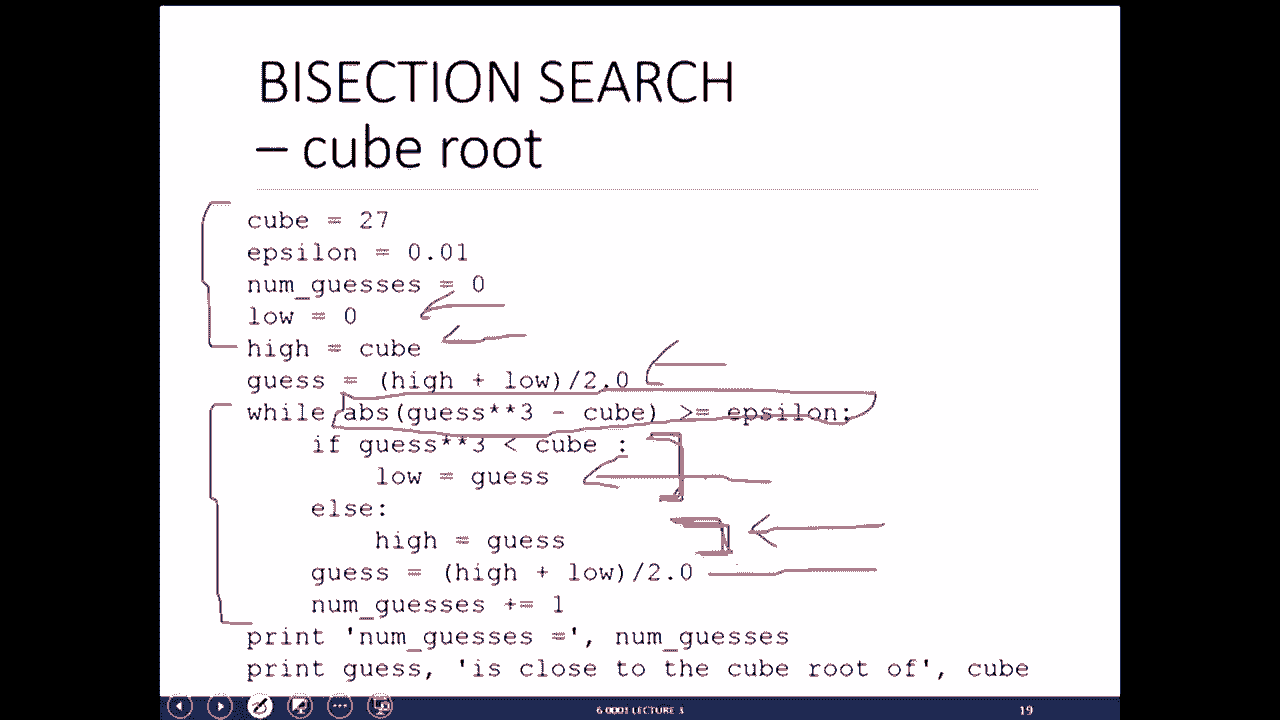 BISECTION SEARCH
– cube root
cube = 27
epsilon = 0.01
num_guesses = 0
low = 0
high = cube
guess = (high + low)/2.0
while abs(guess**3 - cube) >= epsilon:
    if guess**3 < cube :
        low = guess
    else:
        high = guess
    guess = (high + low)/2.0
    num_guesses += 1
print 'num_guesses =', num_guesses
print guess, 'is close to the cube root of', cube
6.0001 LECTURE 3
19